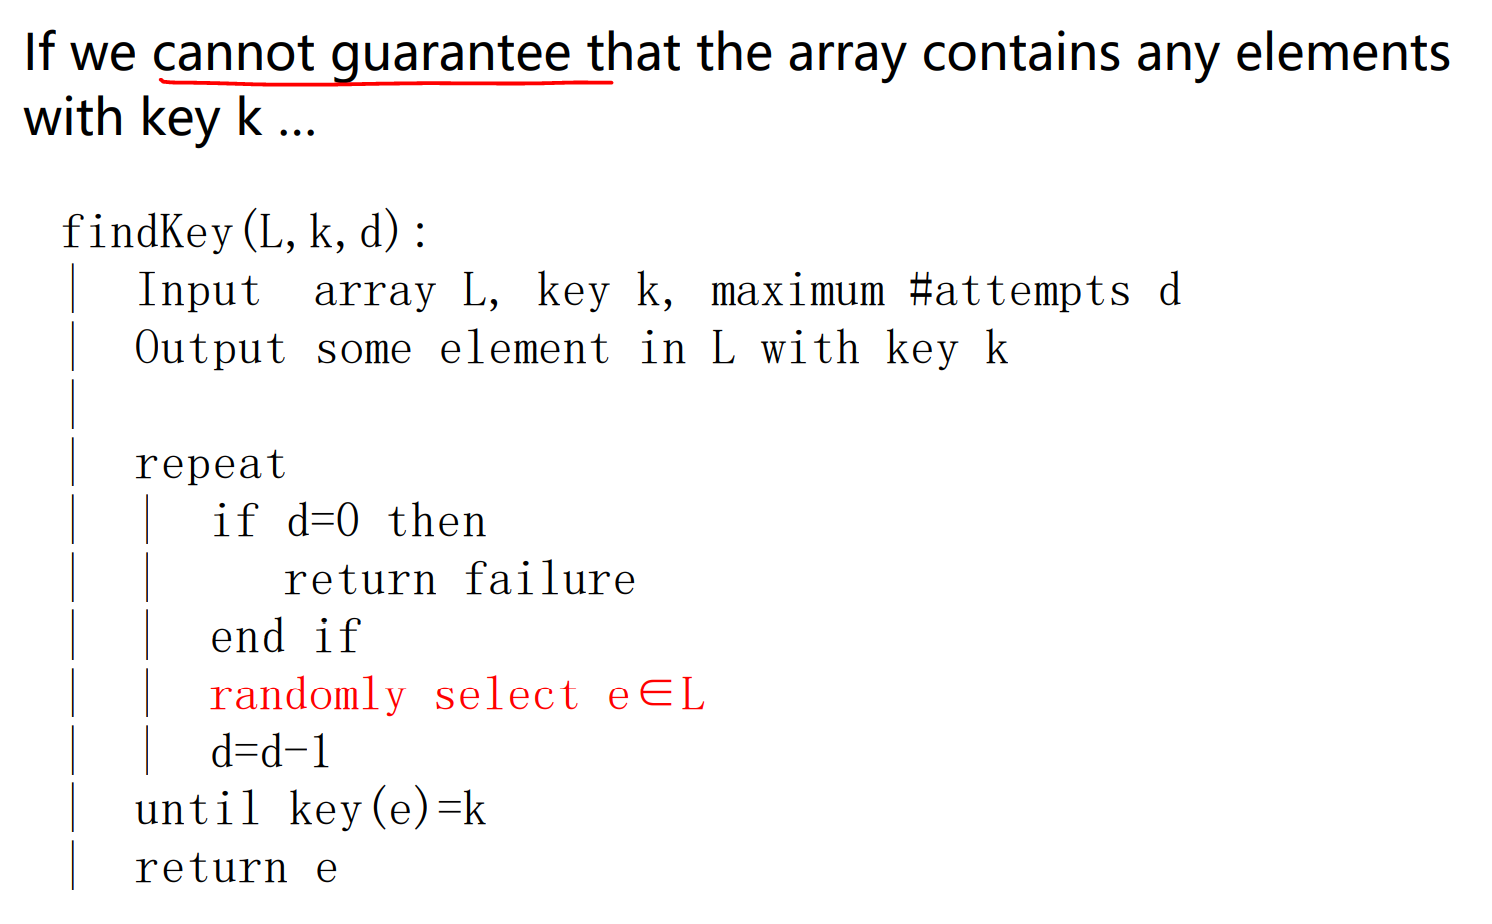 If we cannot guarantee that the array contains any elements
with key k ...
findKey(L,k,d):
Input array L, key k, maximum #attempts d
Output some element in L with key k
repeat
if d=0 then
return failure
end if
randomly select e∈L
d=d-1
until key(e)=k
return e